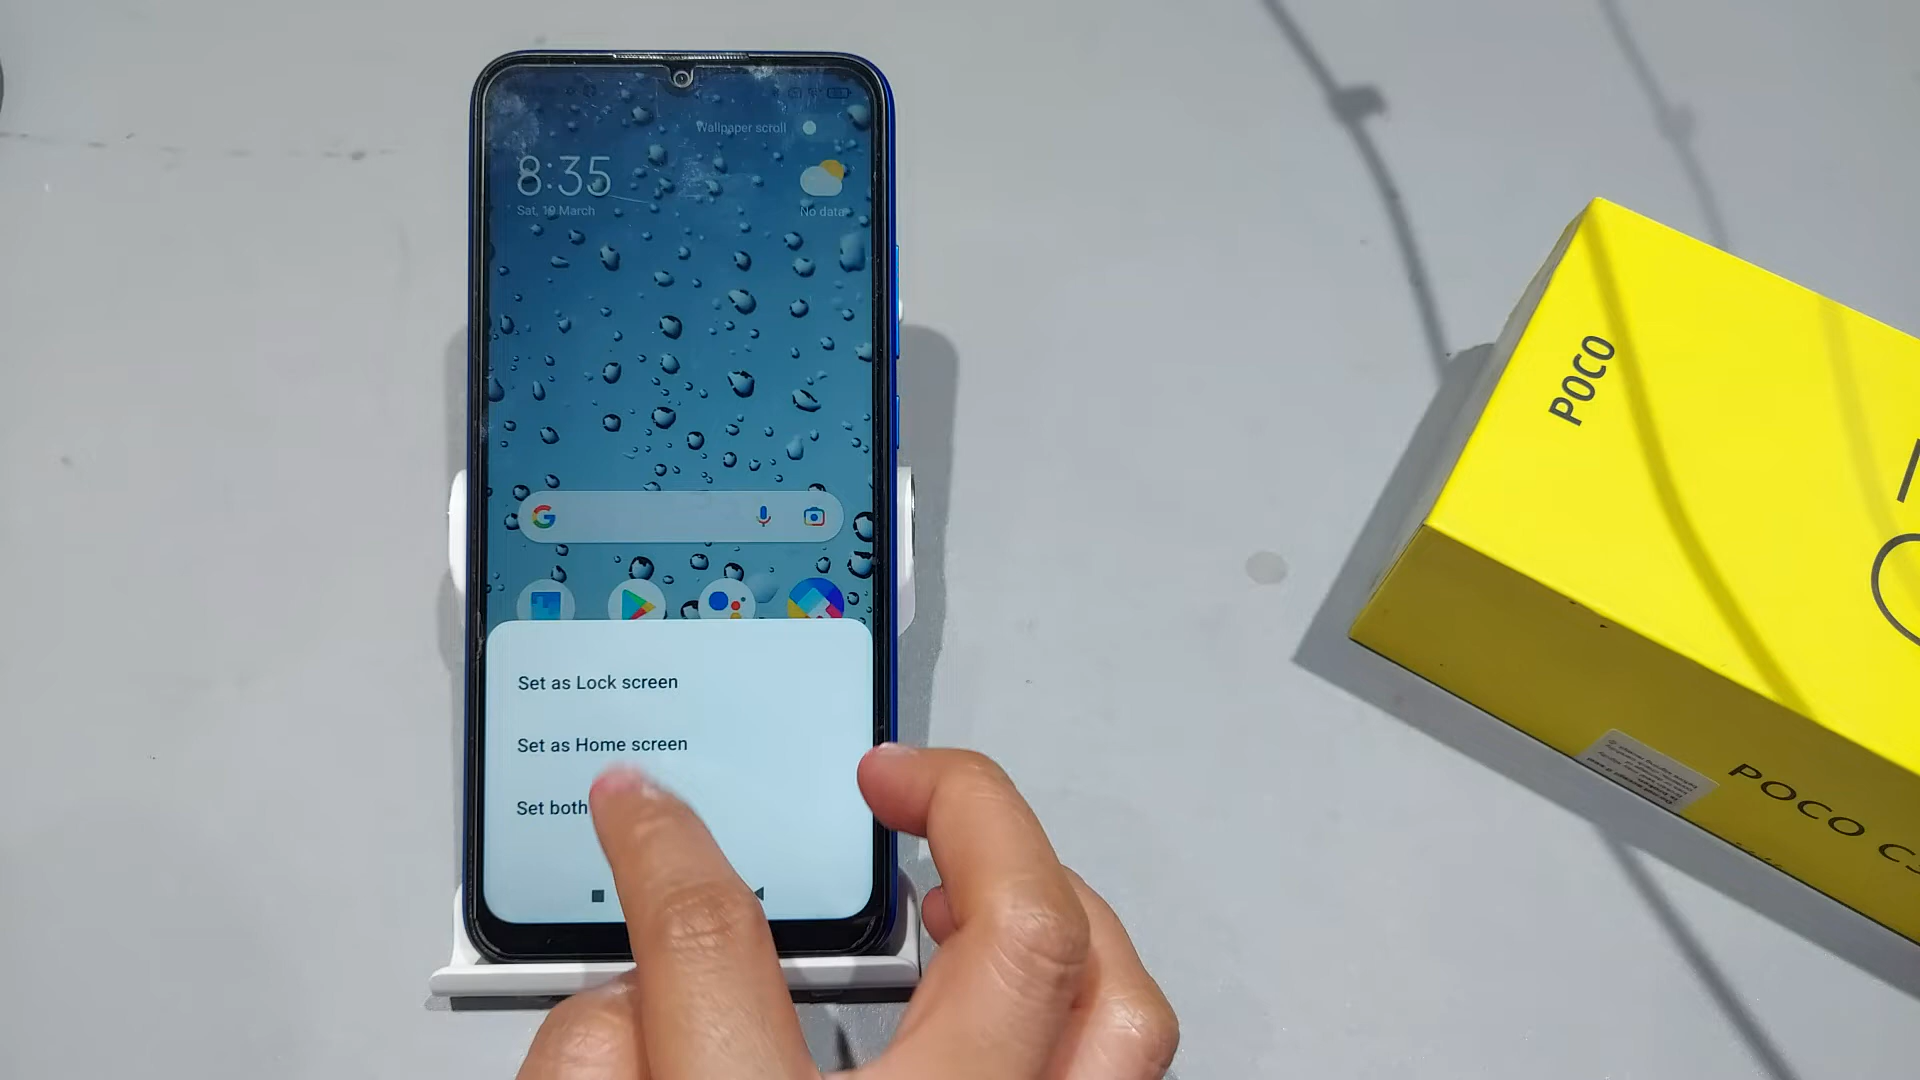 Wallpaper scroll
8:35
Sat, 19 March
No data
Set as Lock screen
Set as Home screen
Set both
POCO
POCO